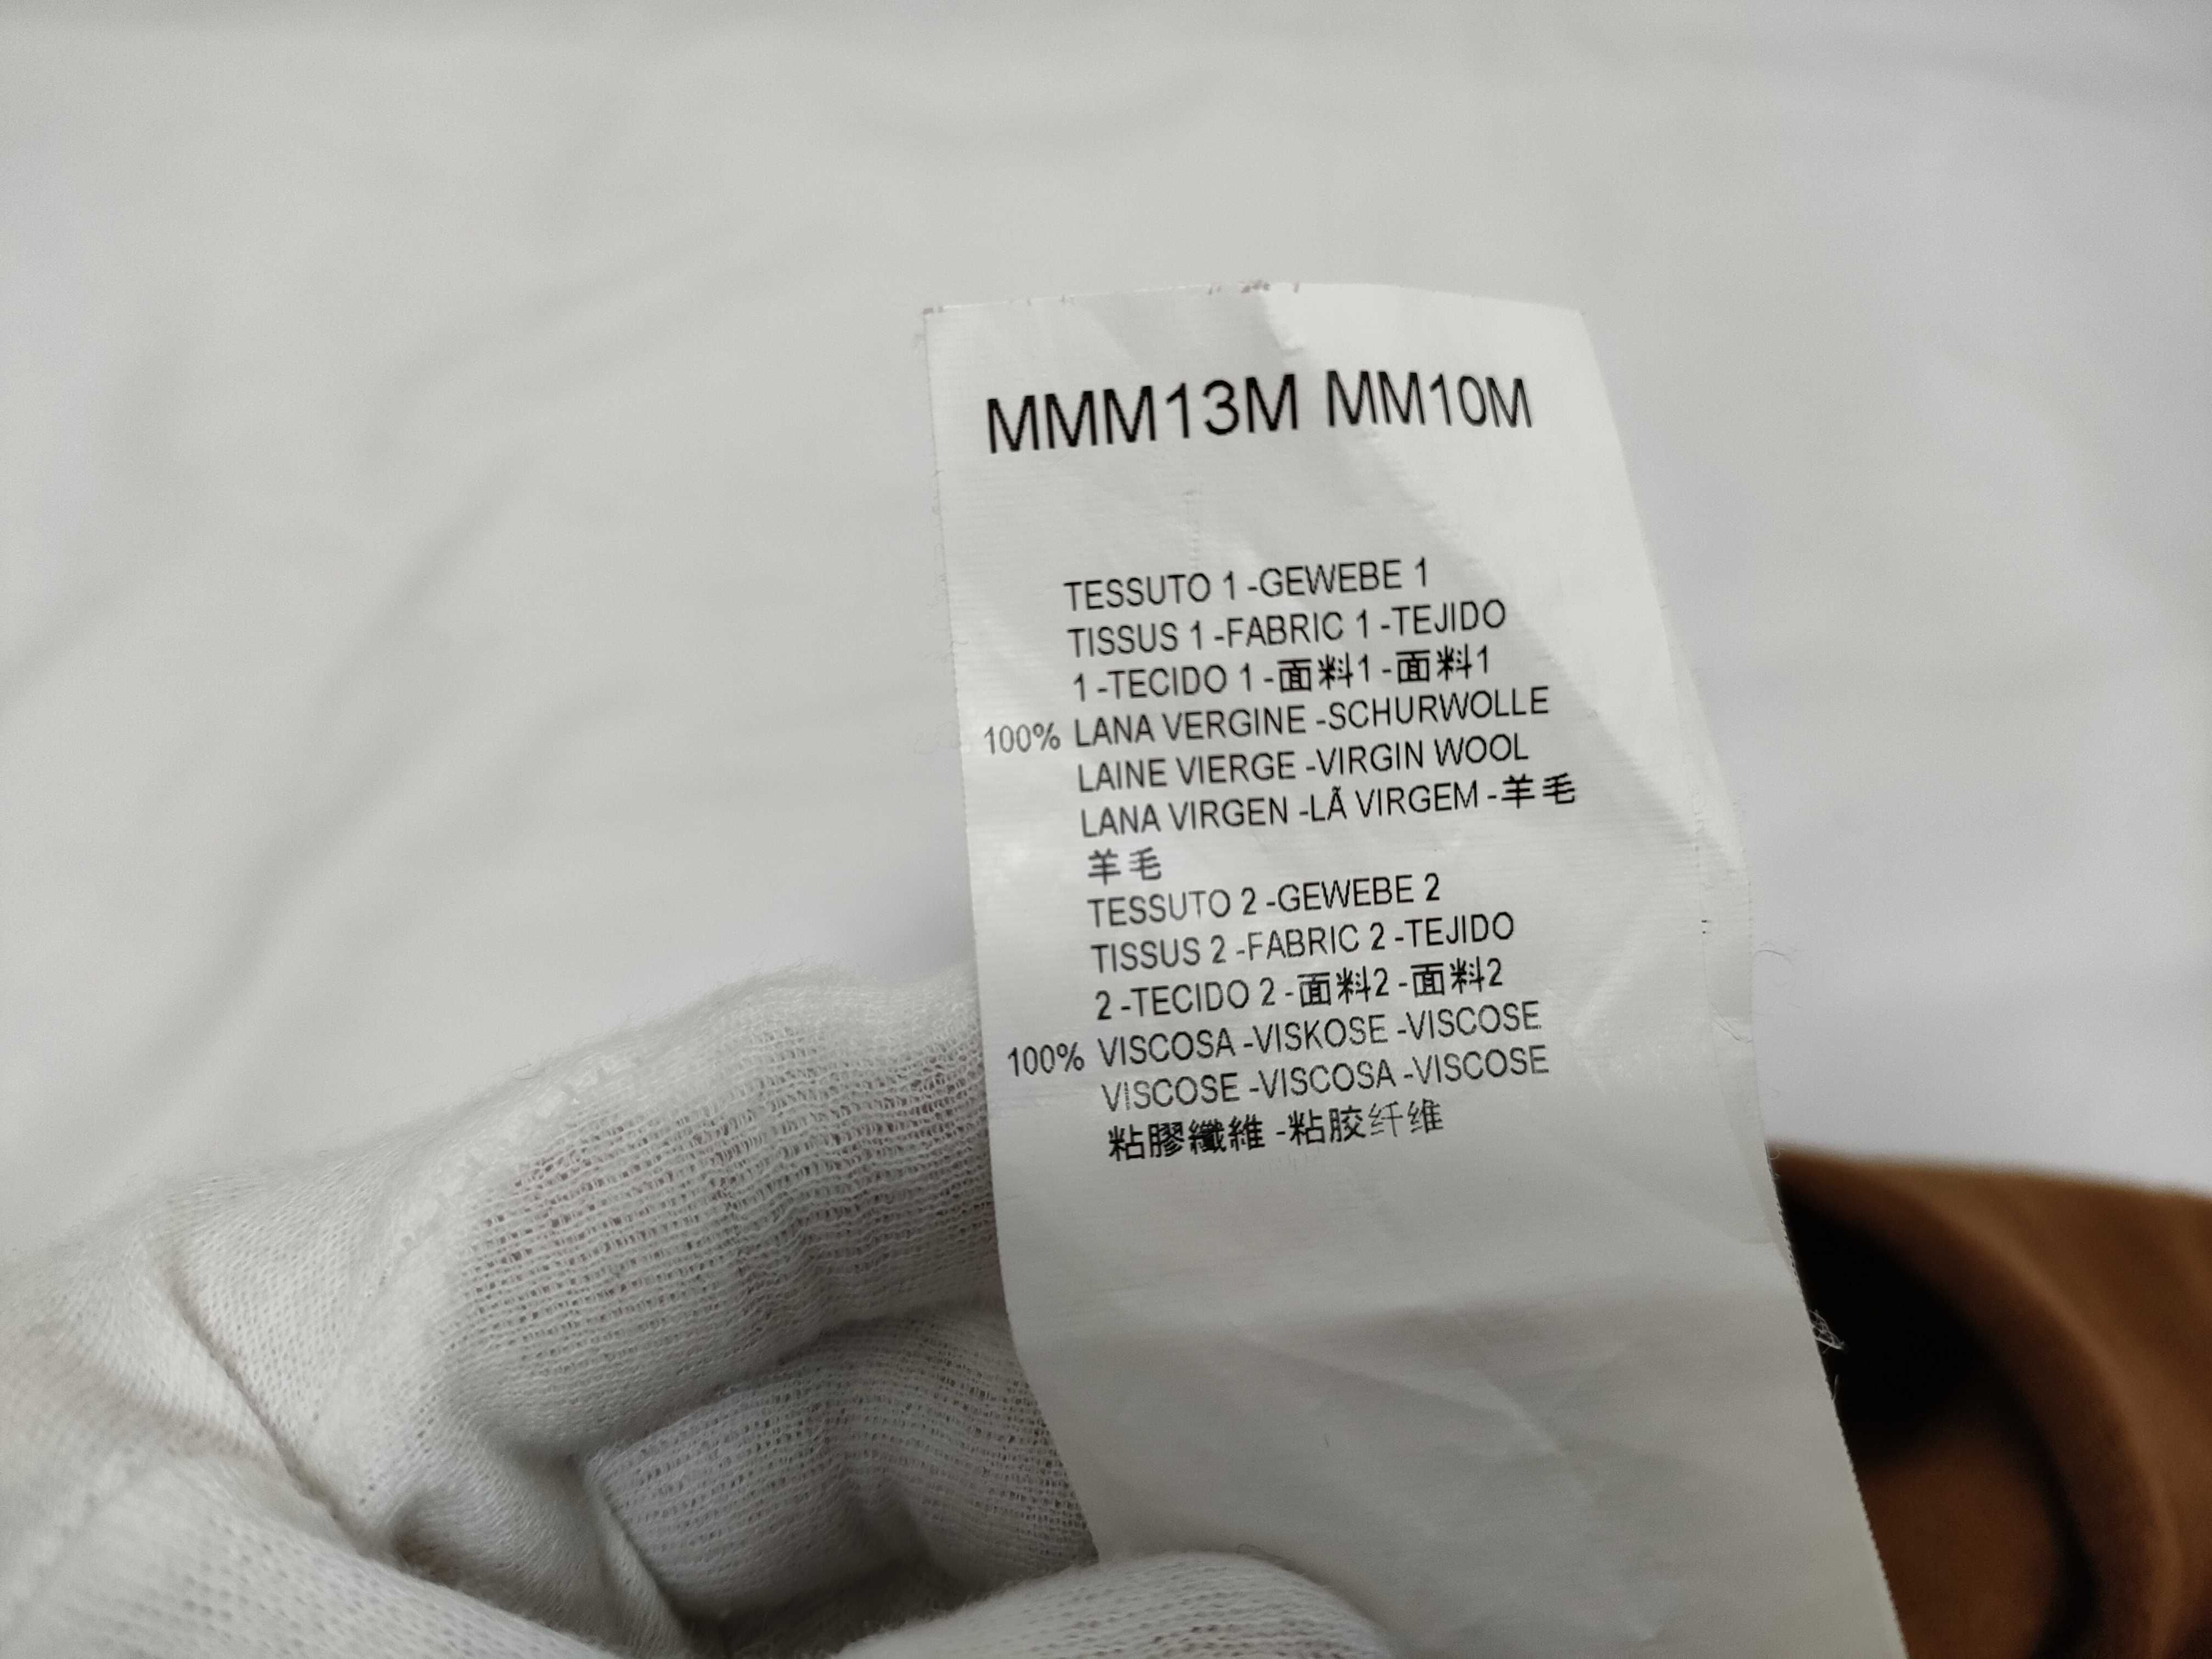 MMM13M MM10M
TESSUTO 1 -GEWEBE 1
TISSUS 1 -FABRIC 1 -TEJIDO
1 -TECIDO 1 -面料1 -面料1
100% LANA VERGINE -SCHURWOLLE
LAINE VIERGE -VIRGIN WOOL
LANA VIRGEN -LÃ VIRGEM -羊毛
羊毛
TESSUTO 2 -GEWEBE 2
TISSUS 2 -FABRIC 2 -TEJIDO
2 -TECIDO 2 -面料2 -面料2
100% VISCOSA -VISKOSE -VISCOSE
VISCOSE -VISCOSA -VISCOSE
粘膠纖維 -粘胶纤维